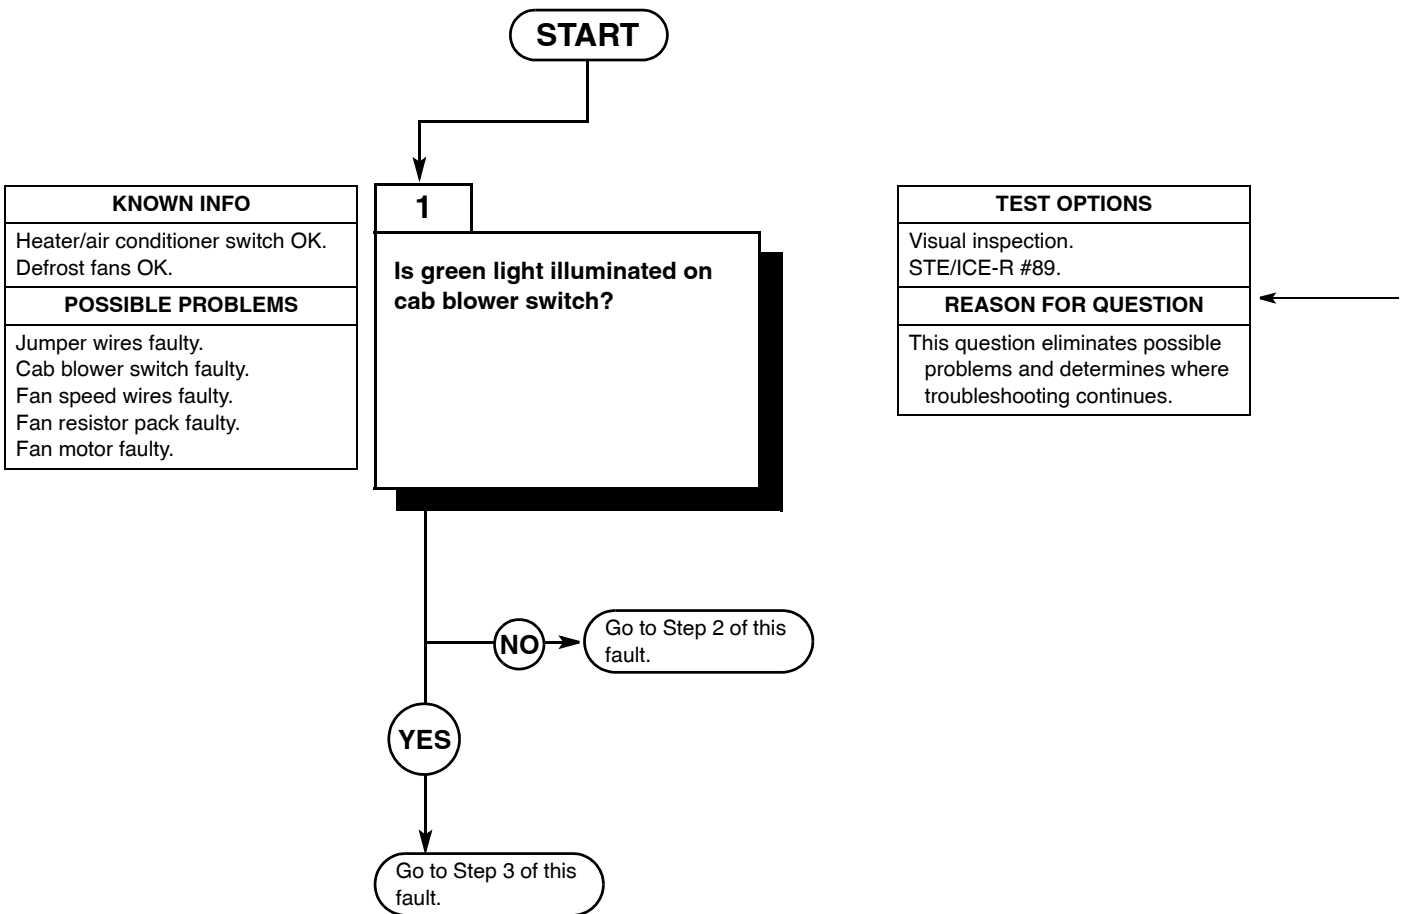 START
KNOWN INFO
Heater/air conditioner switch OK.
Defrost fans OK.
POSSIBLE PROBLEMS
Jumper wires faulty.
Cab blower switch faulty.
Fan speed wires faulty.
Fan resistor pack faulty.
Fan motor faulty.
1
Is green light illuminated on
cab blower switch?
TEST OPTIONS
Visual inspection.
STE/ICE-R #89.
REASON FOR QUESTION
This question eliminates possible
problems and determines where
troubleshooting continues.
NO
Go to Step 2 of this
fault.
YES
Go to Step 3 of this
fault.